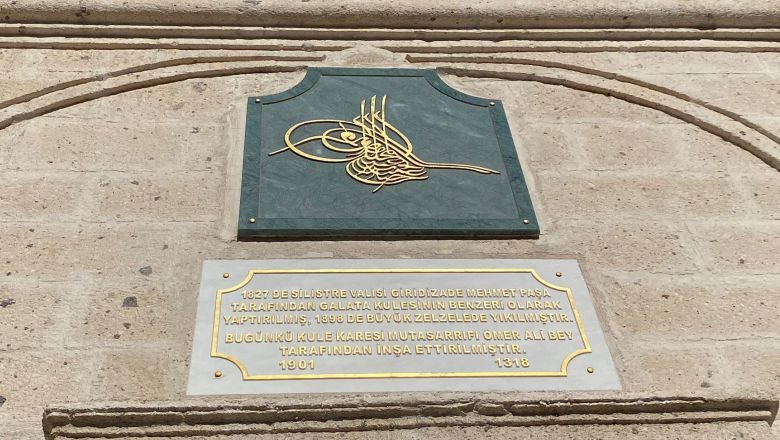 1827 DE SİLİSTRE VALİSİ GİRİDİZADE MEHMET PAŞA
TARAFINDAN GALATA KULESİNİN BENZERİ OLARAK
YAPTIRILMIŞ, 1898 DE BÜYÜK ZELZELEDE YIKILMIŞTIR.
BUGÜNKÜ KULE KARESİ MUTASARRIFI ÖMER ALİ BEY
TARAFINDAN İNŞA ETTİRİLMİŞTİR.
1901 1318